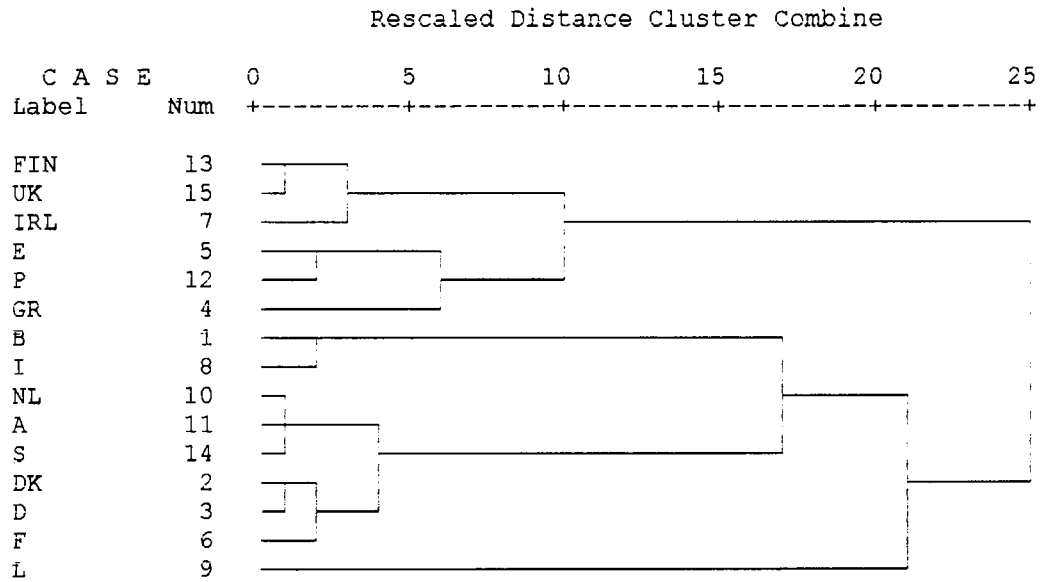 Rescaled Distance Cluster Combine
C A S E 0 5 10 15 20 25
Label Num +---------+---------+---------+---------+---------+
FIN 13
UK 15
IRL 7
E 5
P 12
GR 4
B 1
I 8
NL 10
A 11
S 14
DK 2
D 3
F 6
L 9